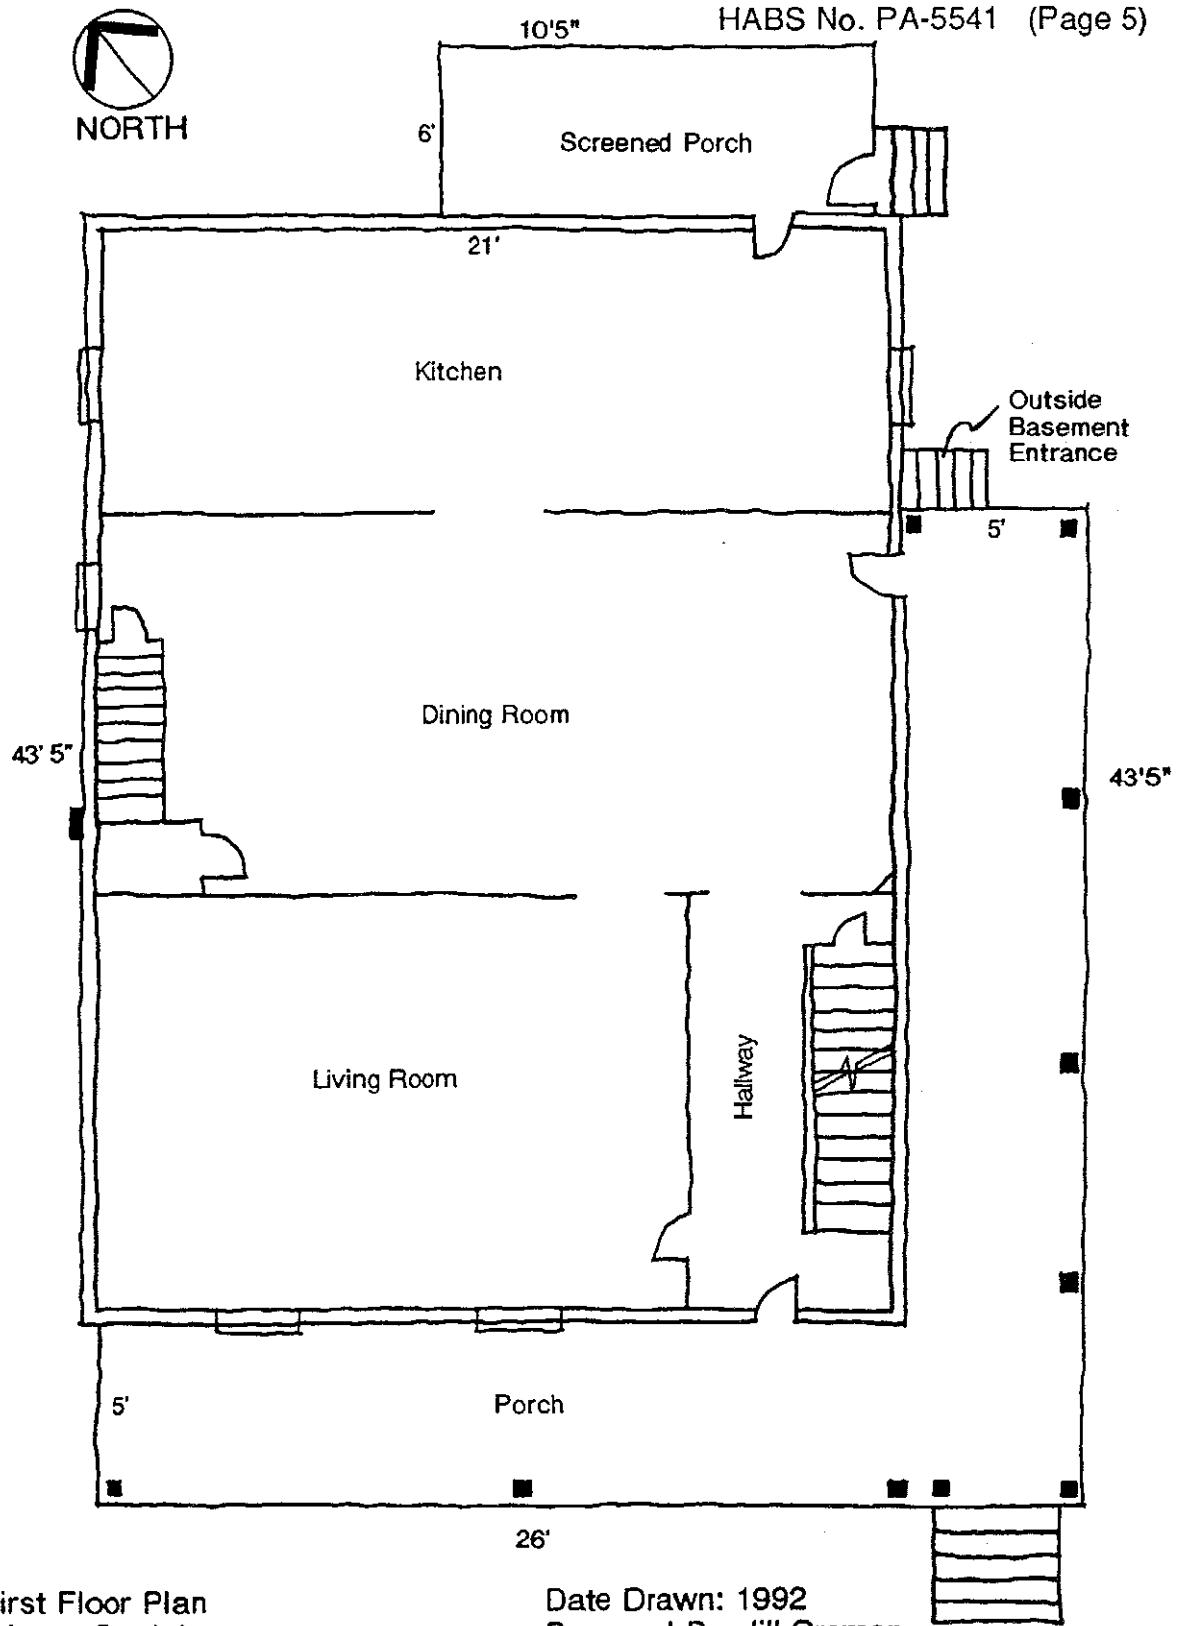 HABS No. PA-5541 (Page 5)
NORTH
10'5"
6'
Screened Porch
21'
Kitchen
Outside
Basement
Entrance
5'
Dining Room
43' 5"
43'5"
Living Room
Hallway
5'
Porch
26'
irst Floor Plan
Date Drawn: 1992